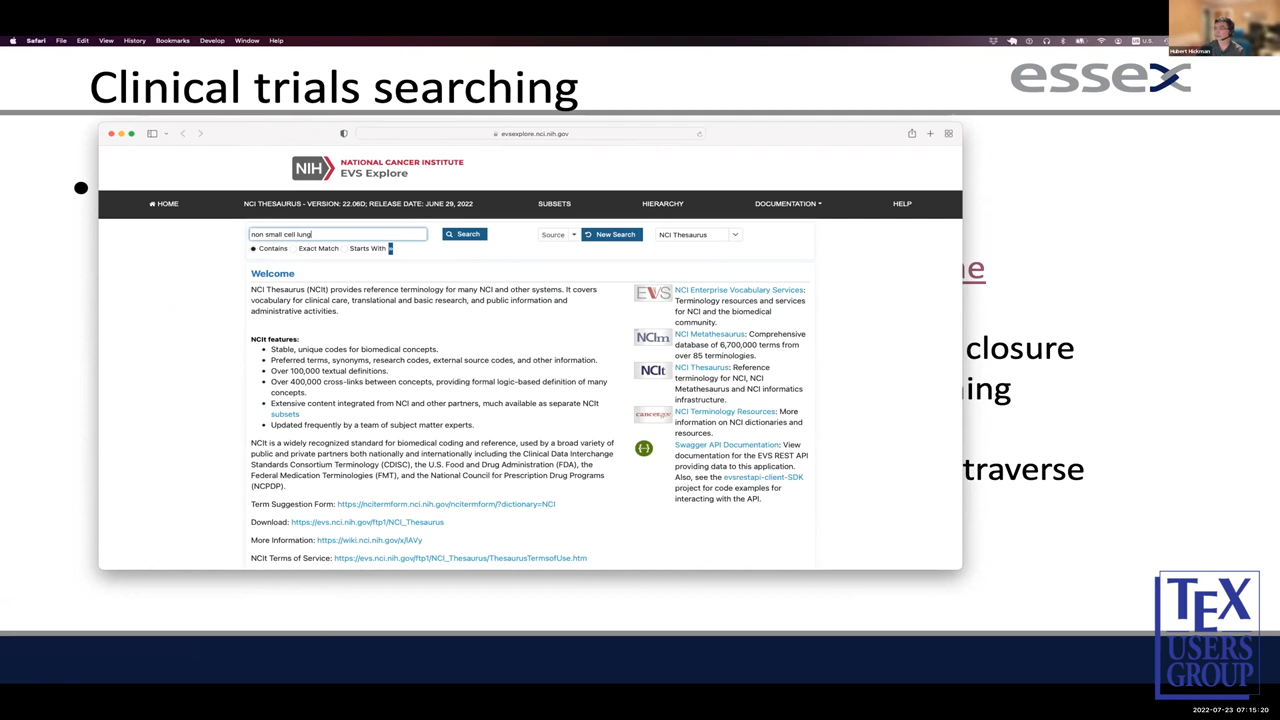 Safari File Edit View History Bookmarks Develop Window Help
U.S.
Hubert Hickman
Clinical trials searching
essex
evsexplore.nci.nih.gov
NIH
NATIONAL CANCER INSTITUTE
EVS Explore
HOME
NCI THESAURUS - VERSION: 22.06D; RELEASE DATE: JUNE 29, 2022
SUBSETS
HIERARCHY
DOCUMENTATION
HELP
non small cell lung
Search
Source
New Search
NCI Thesaurus
Contains Exact Match Starts With
Welcome
NCI Thesaurus (NCIt) provides reference terminology for many NCI and other systems. It covers
vocabulary for clinical care, translational and basic research, and public information and
administrative activities.
NCIt features:
Stable, unique codes for biomedical concepts.
Preferred terms, synonyms, research codes, external source codes, and other information.
Over 100,000 textual definitions.
Over 400,000 cross-links between concepts, providing formal logic-based definition of many
concepts.
Extensive content integrated from NCI and other partners, much available as separate NCIt
subsets
Updated frequently by a team of subject matter experts.
NCIt is a widely recognized standard for biomedical coding and reference, used by a broad variety of
public and private partners both nationally and internationally including the Clinical Data Interchange
Standards Consortium Terminology (CDISC), the U.S. Food and Drug Administration (FDA), the
Federal Medication Terminologies (FMT), and the National Council for Prescription Drug Programs
(NCPDP).
Term Suggestion Form: https://ncitermform.nci.nih.gov/ncitermform/?dictionary=NCI
Download: https://evs.nci.nih.gov/ftp1/NCI_Thesaurus
More Information: https://wiki.nci.nih.gov/x/IAVy
NCIt Terms of Service: https://evs.nci.nih.gov/ftp1/NCI_Thesaurus/ThesaurusTermsofUse.htm
EVS
NCI Enterprise Vocabulary Services:
Terminology resources and services
for NCI and the biomedical
community.
NCIm
NCI Metathesaurus: Comprehensive
database of 6,700,000 terms from
over 85 terminologies.
NCIt
NCI Thesaurus: Reference
terminology for NCI, NCI
Metathesaurus and NCI informatics
infrastructure.
cancer.gov
NCI Terminology Resources: More
information on NCI dictionaries and
resources.
Swagger API Documentation: View
documentation for the EVS REST API
providing data to this application.
Also, see the evsrestapi-client-SDK
project for code examples for
interacting with the API.
ne
closure
ing
traverse
TEX
USERS
GROUP
2022-07-23 07:15:20